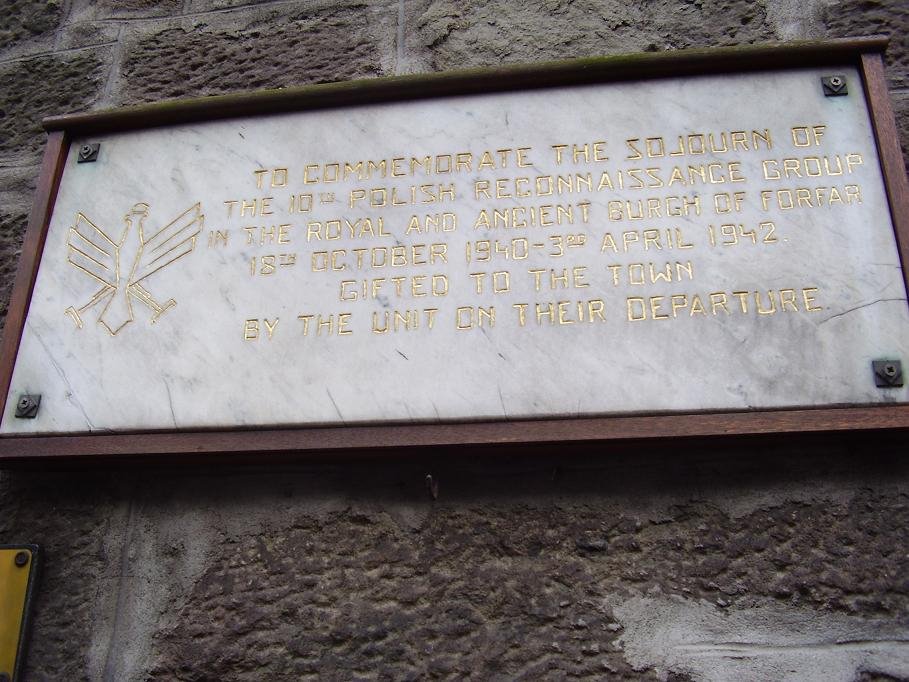 TO COMMEMORATE THE SOJOURN OF
THE 10TH POLISH RECONNAISSANCE GROUP
IN THE ROYAL AND ANCIENT BURGH OF FORFAR
18TH OCTOBER 1940-3RD APRIL 1942.
GIFTED TO THE TOWN
BY THE UNIT ON THEIR DEPARTURE